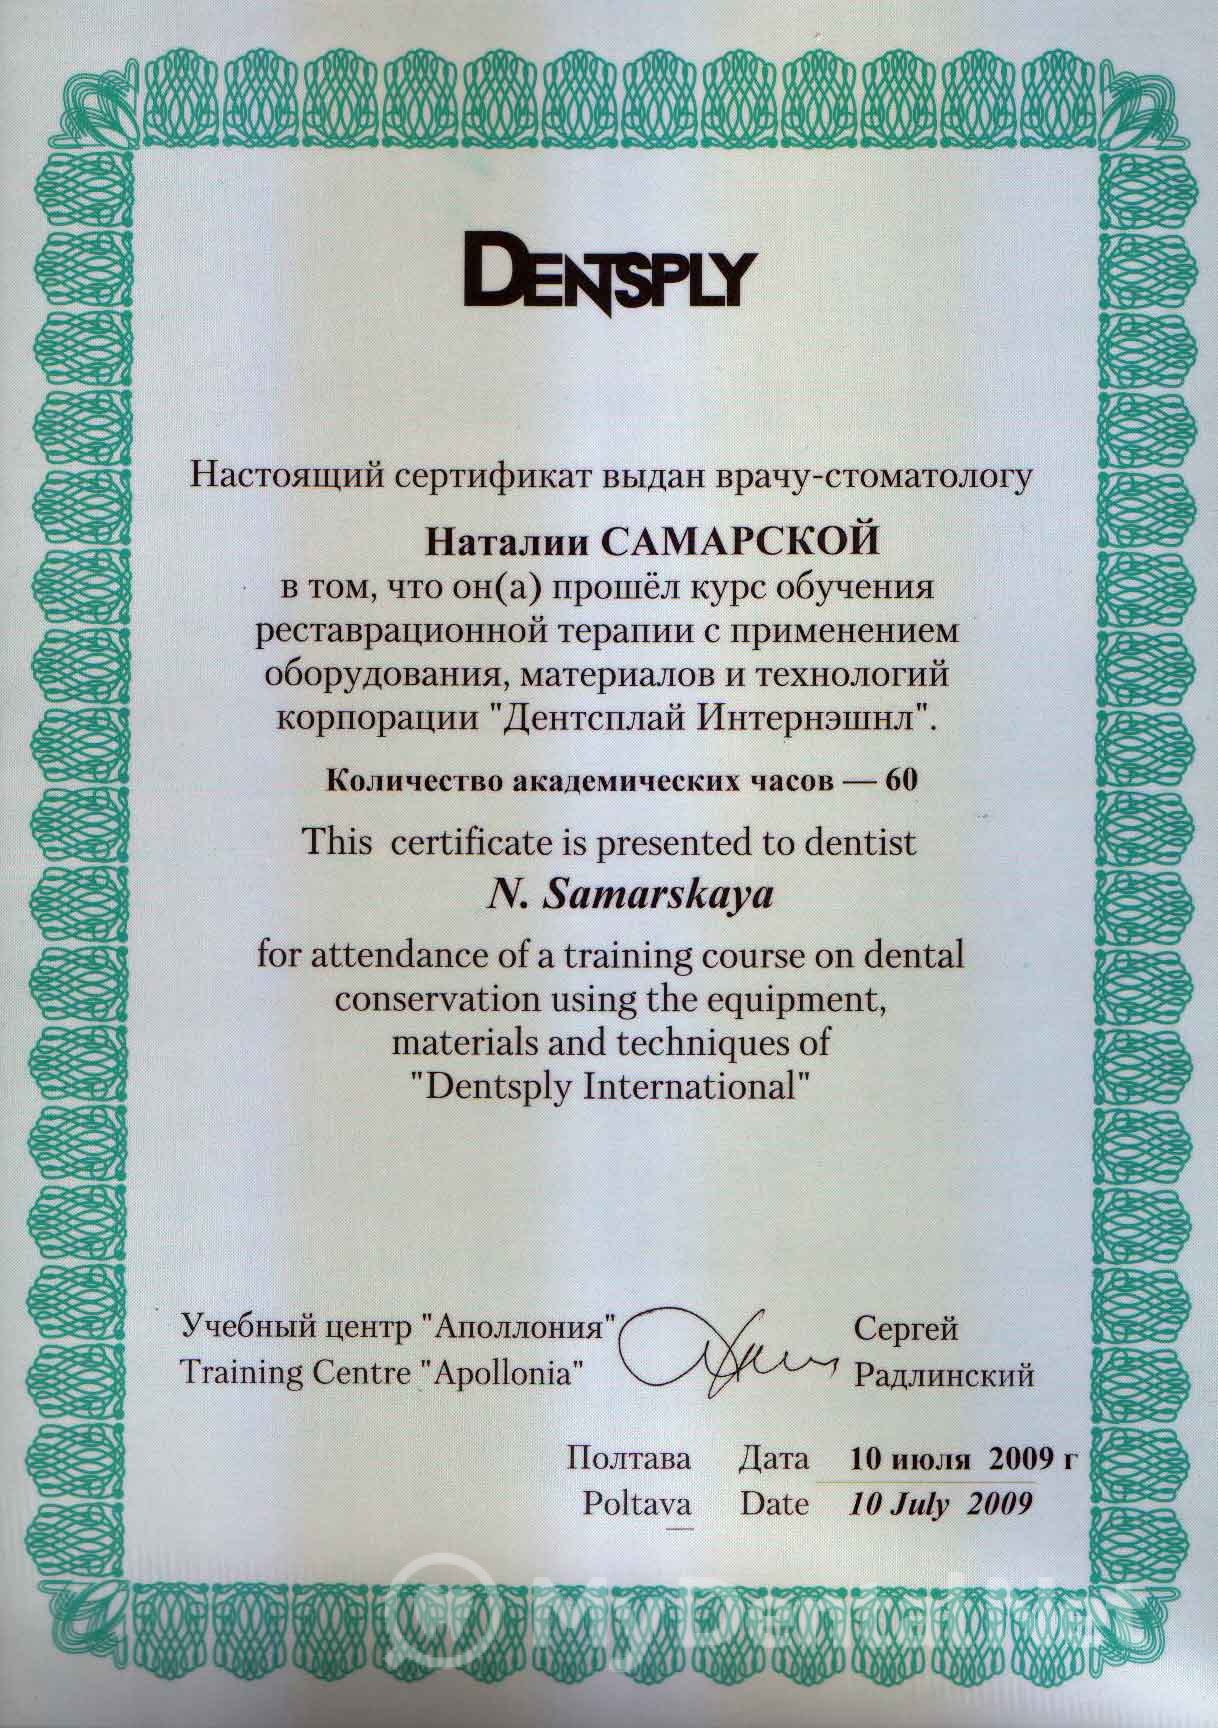 DENTSPLY
Настоящий сертификат выдан врачу-стоматологу
Наталии САМАРСКОЙ
в том, что он(а) прошёл курс обучения
реставрационной терапии с применением
оборудования, материалов и технологий
корпорации "Дентсплай Интернэшнл".
Количество академических часов — 60
This certificate is presented to dentist
N. Samarskaya
for attendance of a training course on dental
conservation using the equipment,
materials and techniques of
"Dentsply International"
Учебный центр "Аполлония" Сергей
Training Centre "Apollonia" Радлинский
Полтава Дата 10 июля 2009 г
Poltava Date 10 July 2009